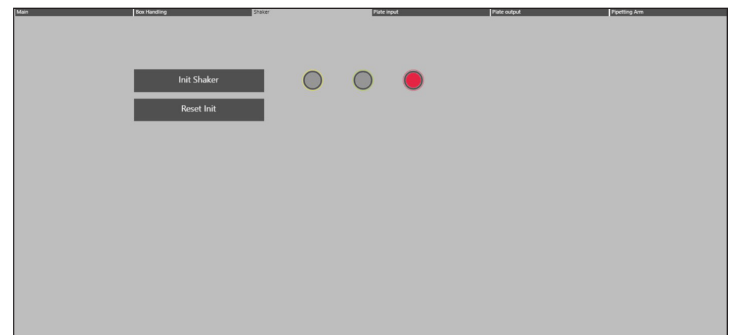 Main
Box Handling
Shaker
Plate input
Plate output
Pipetting Arm
Init Shaker
Reset Init